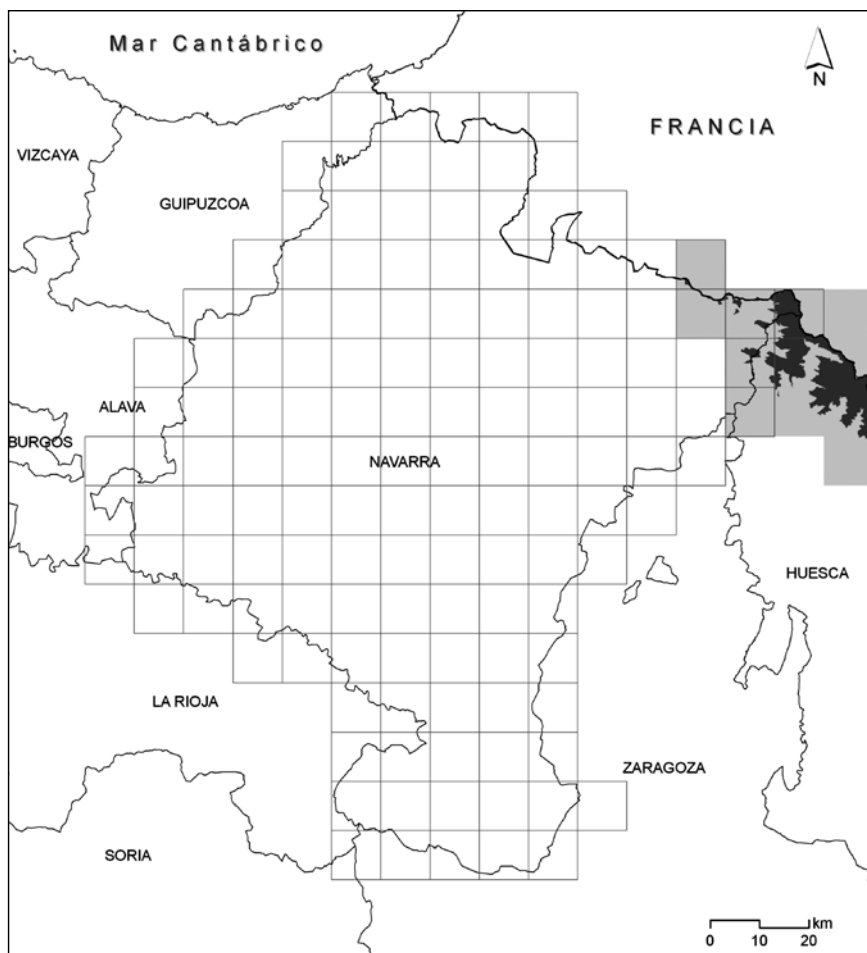 Mar Cantábrico
N
FRANCIA
VIZCAYA
GUIPUZCOA
ALAVA
BURGOS
NAVARRA
HUESCA
LA RIOJA
ZARAGOZA
SORIA
km
0 10 20